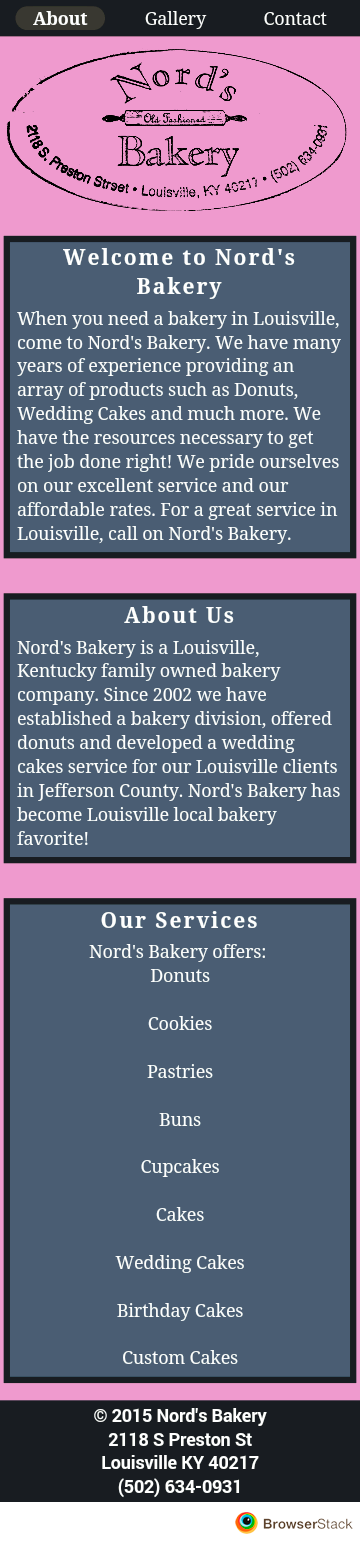 About Gallery Contact
Nord's
Old Fashioned
Bakery
2118 S. Preston Street • Louisville, KY 40217 • (502) 634-0931
Welcome to Nord's
Bakery
When you need a bakery in Louisville,
come to Nord's Bakery. We have many
years of experience providing an
array of products such as Donuts,
Wedding Cakes and much more. We
have the resources necessary to get
the job done right! We pride ourselves
on our excellent service and our
affordable rates. For a great service in
Louisville, call on Nord's Bakery.
About Us
Nord's Bakery is a Louisville,
Kentucky family owned bakery
company. Since 2002 we have
established a bakery division, offered
donuts and developed a wedding
cakes service for our Louisville clients
in Jefferson County. Nord's Bakery has
become Louisville local bakery
favorite!
Our Services
Nord's Bakery offers:
Donuts
Cookies
Pastries
Buns
Cupcakes
Cakes
Wedding Cakes
Birthday Cakes
Custom Cakes
© 2015 Nord's Bakery
2118 S Preston St
Louisville KY 40217
(502) 634-0931
BrowserStack